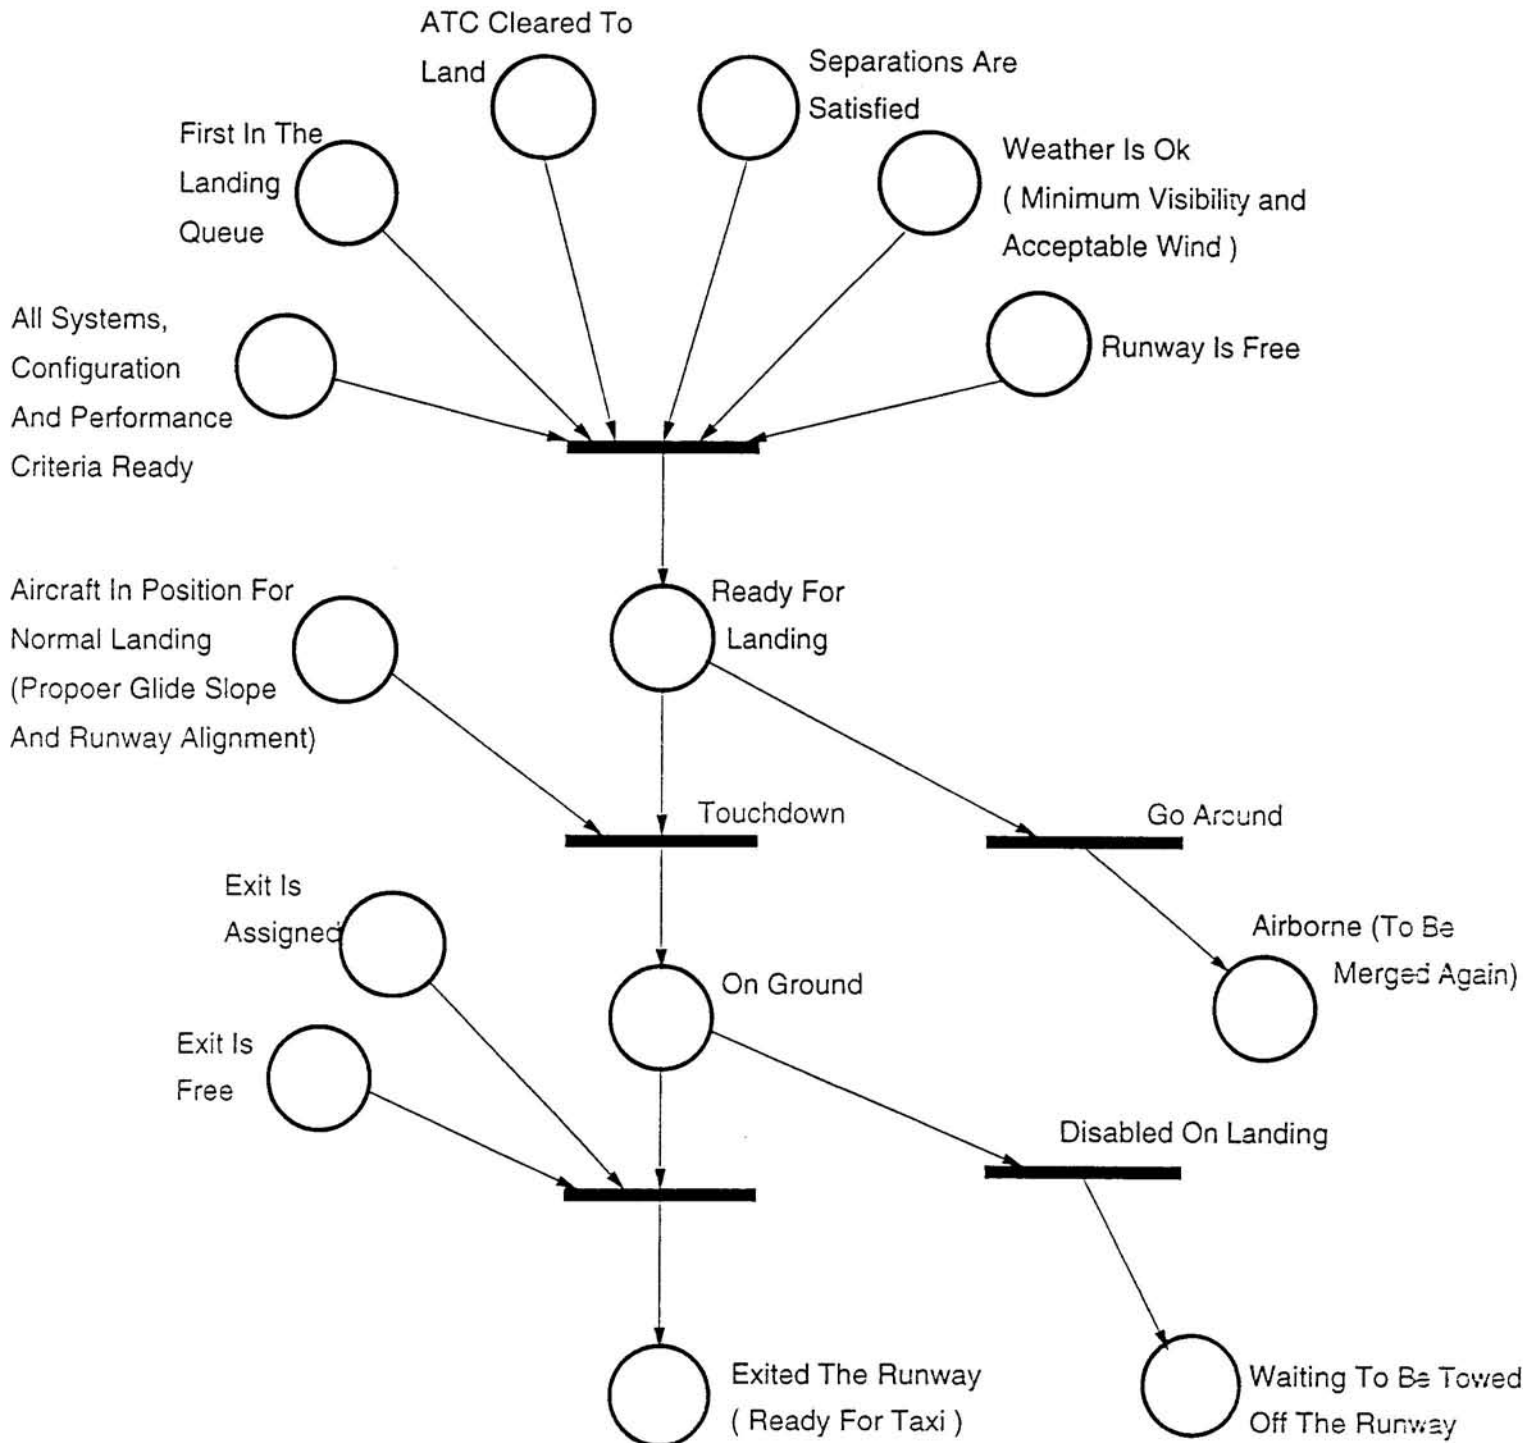 ATC Cleared To
Land
Separations Are
Satisfied
First In The
Landing
Queue
Weather Is Ok
( Minimum Visibility and
Acceptable Wind )
All Systems,
Configuration
And Performance
Criteria Ready
Runway Is Free
Aircraft In Position For
Normal Landing
(Propoer Glide Slope
And Runway Alignment)
Ready For
Landing
Touchdown
Go Around
Exit Is
Assigned
Airborne (To Be
Merged Again)
On Ground
Exit Is
Free
Disabled On Landing
Exited The Runway
( Ready For Taxi )
Waiting To Be Towed
Off The Runway